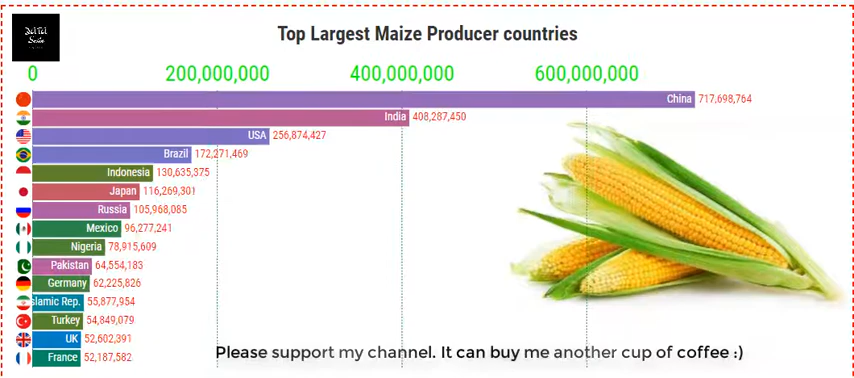 Top Largest Maize Producer countries
0 200,000,000 400,000,000 600,000,000
China 717,698,764
India 408,287,450
USA 256,874,427
Brazil 172,271,469
Indonesia 130,635,375
Japan 116,269,301
Russia 105,968,085
Mexico 96,277,241
Nigeria 78,915,609
Pakistan 64,554,183
Germany 62,225,826
slamic Rep. 55,877,954
Turkey 54,849,079
UK 52,602,391
France 52,187,582
Please support my channel. It can buy me another cup of coffee :)